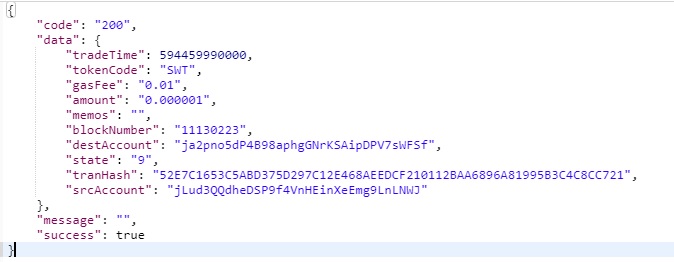 {
"code": "200",
"data": {
"tradeTime": 594459990000,
"tokenCode": "SWT",
"gasFee": "0.01",
"amount": "0.000001",
"memos": "",
"blockNumber": "11130223",
"destAccount": "ja2pno5dP4B98aphgGNrKSAipDPV7sWFSf",
"state": "9",
"tranHash": "52E7C1653C5ABD375D297C12E468AEEDCF210112BAA6896A81995B3C4C8CC721",
"srcAccount": "jLud3QQdheDSP9f4VnHEinXeEmg9LnLNWJ"
},
"message": "",
"success": true
}